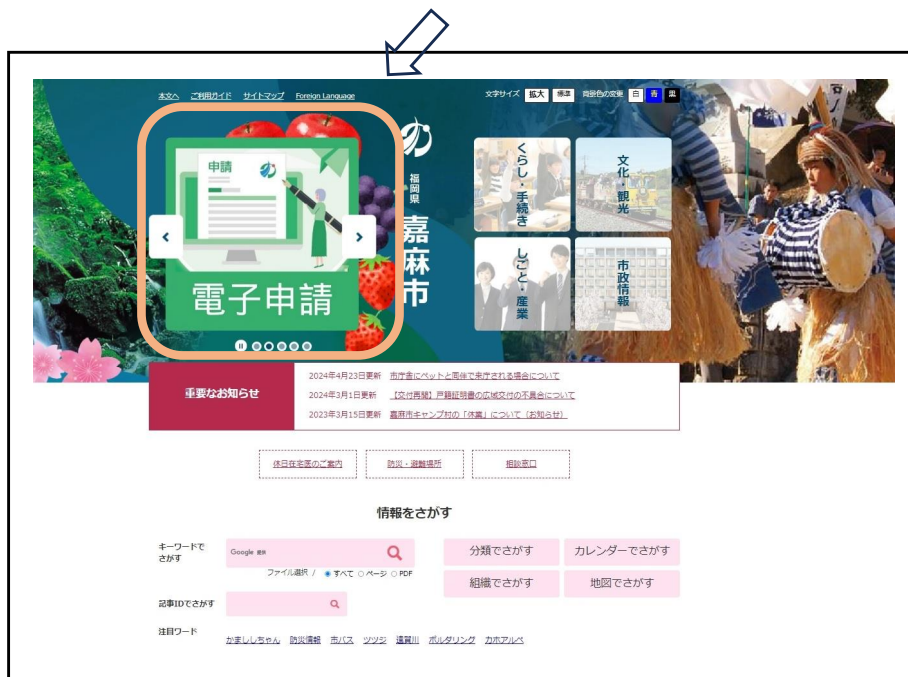 本文へ ご利用ガイド サイトマップ Foreign Language
文字サイズ 拡大 標準 背景色の変更 白 青 黒
申請
電子申請
福岡県
嘉麻市
くらし・手続き
文化・観光
しごと・産業
市政情報
重要なお知らせ
2024年4月23日更新 市庁舎にペットと同伴で来庁される場合について
2024年3月1日更新 【交付再開】戸籍証明書の広域交付の不具合について
2023年3月15日更新 嘉麻市キャンプ村の「休業」について（お知らせ）
休日在宅医のご案内 防災・避難場所 相談窓口
情報をさがす
キーワードで
さがす
Google 提供
ファイル選択 / すべて ページ PDF
分類でさがす カレンダーでさがす
組織でさがす 地図でさがす
記事IDでさがす
注目ワード
かまししちゃん 防災情報 市バス ツツジ 遠賀川 ボルダリング カホアルペ